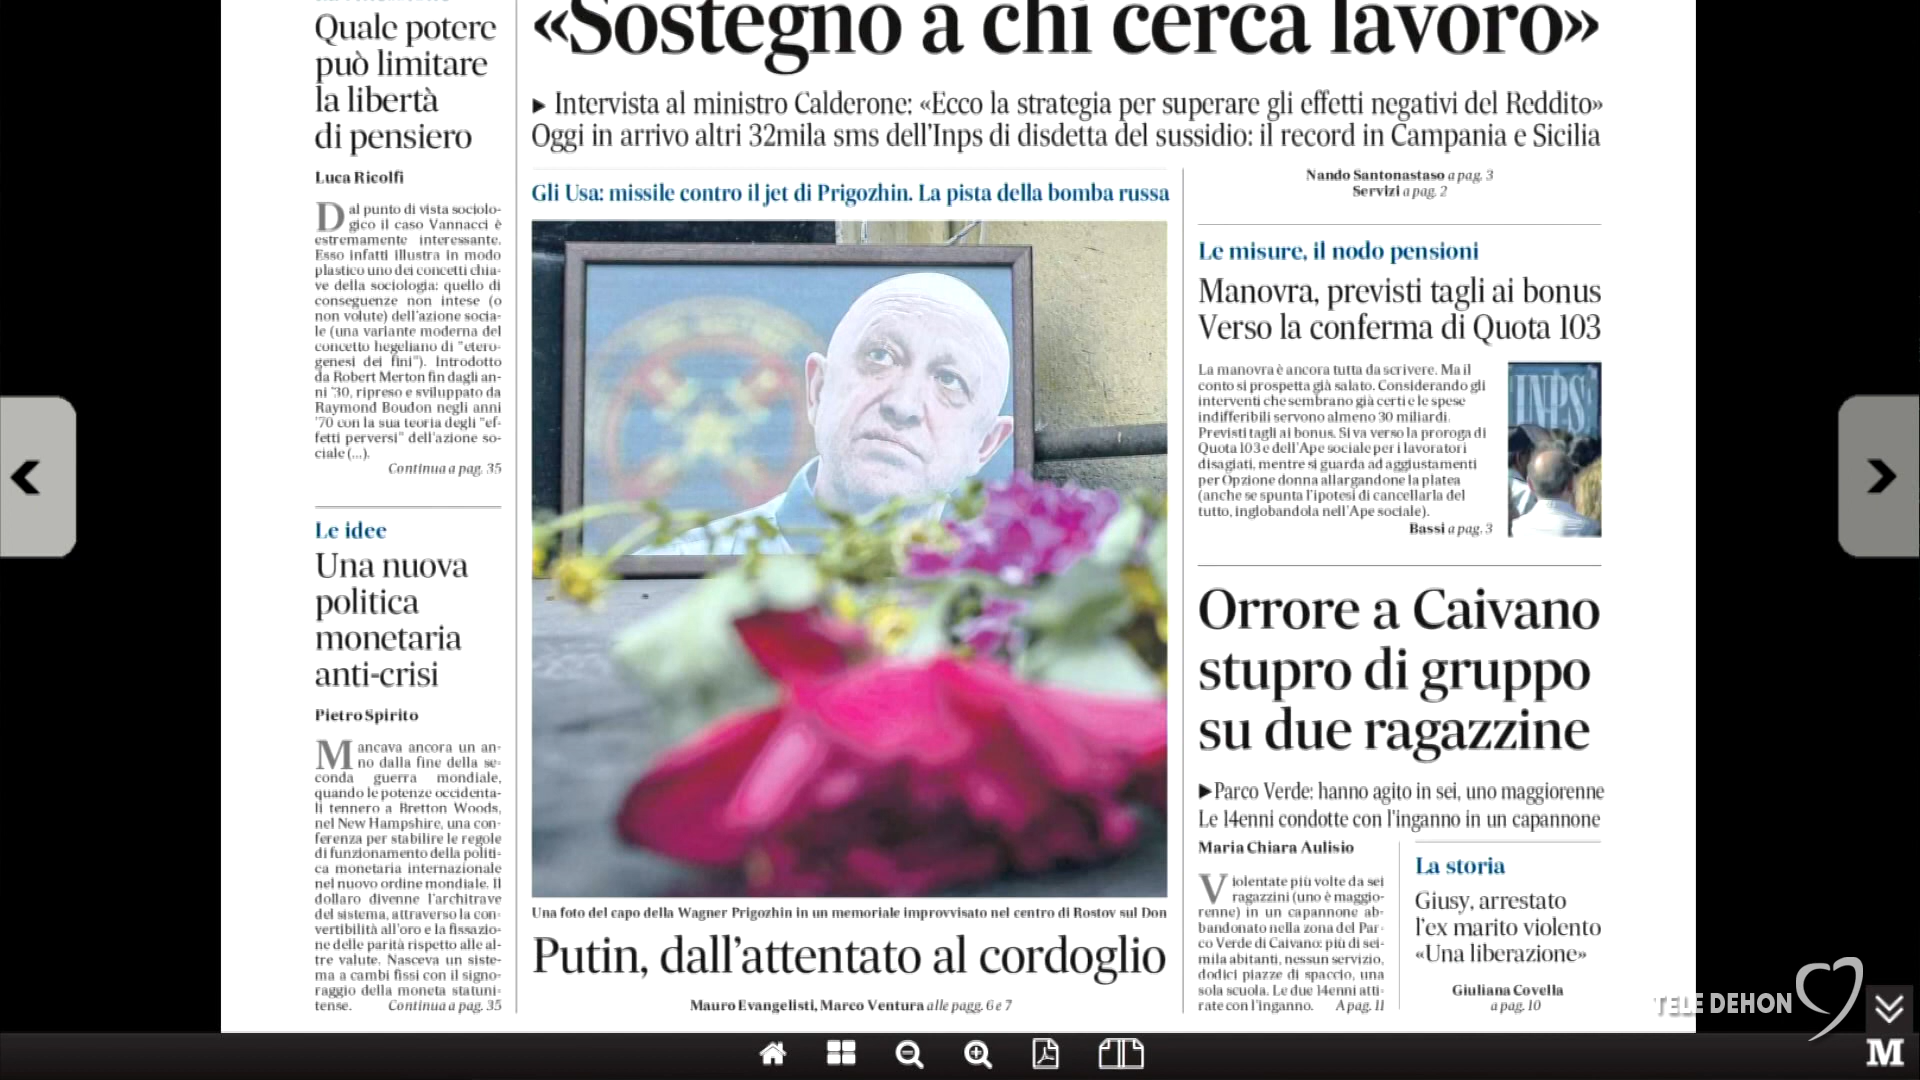 «Sostegno a chi cerca lavoro»
▸ Intervista al ministro Calderone: «Ecco la strategia per superare gli effetti negativi del Reddito»
Oggi in arrivo altri 32mila sms dell'Inps di disdetta del sussidio: il record in Campania e Sicilia
Nando Santonastaso a pag. 3
Servizi a pag. 2
Quale potere
può limitare
la libertà
di pensiero
Luca Ricolfi
Dal punto di vista sociolo-
gico il caso Vannacci è
estremamente interessante.
Esso infatti illustra in modo
plastico uno dei concetti chia-
ve della sociologia: quello di
conseguenze non intese (o
non volute) dell'azione socia-
le (una variante moderna del
concetto hegeliano di "etero-
genesi dei fini"). Introdotto
da Robert Merton fin dagli an-
ni '30, ripreso e sviluppato da
Raymond Boudon negli anni
'70 con la sua teoria degli "ef-
fetti perversi" dell'azione so-
ciale (...).
Continua a pag. 35
Le idee
Una nuova
politica
monetaria
anti-crisi
Pietro Spirito
Mancava ancora un an-
no dalla fine della se-
conda guerra mondiale,
quando le potenze occidenta-
li tennero a Bretton Woods,
nel New Hampshire, una con-
ferenza per stabilire le regole
di funzionamento della politi-
ca monetaria internazionale
nel nuovo ordine mondiale. Il
dollaro divenne l'architrave
del sistema, attraverso la con-
vertibilità all'oro e la fissazio-
ne delle parità rispetto alle al-
tre valute. Nasceva un siste-
ma a cambi fissi con il signo-
raggio della moneta statuni-
tense. Continua a pag. 35
Gli Usa: missile contro il jet di Prigozhin. La pista della bomba russa
Una foto del capo della Wagner Prigozhin in un memoriale improvvisato nel centro di Rostov sul Don
Putin, dall'attentato al cordoglio
Mauro Evangelisti, Marco Ventura alle pagg. 6 e 7
Le misure, il nodo pensioni
Manovra, previsti tagli ai bonus
Verso la conferma di Quota 103
La manovra è ancora tutta da scrivere. Ma il
conto si prospetta già salato. Considerando gli
interventi che sembrano già certi e le spese
indifferibili servono almeno 30 miliardi.
Previsti tagli ai bonus. Si va verso la proroga di
Quota 103 e dell'Ape sociale per i lavoratori
disagiati, mentre si guarda ad aggiustamenti
per Opzione donna allargandone la platea
(anche se spunta l'ipotesi di cancellarla del
tutto, inglobandola nell'Ape sociale).
Bassi a pag. 3
INPS
Orrore a Caivano
stupro di gruppo
su due ragazzine
▸Parco Verde: hanno agito in sei, uno maggiorenne
Le 14enni condotte con l'inganno in un capannone
Maria Chiara Aulisio
Violentate più volte da sei
ragazzini (uno è maggio-
renne) in un capannone ab-
bandonato nella zona del Par-
co Verde di Caivano: più di sei-
mila abitanti, nessun servizio,
dodici piazze di spaccio, una
sola scuola. Le due 14enni atti-
rate con l'inganno. A pag. 11
La storia
Giusy, arrestato
l'ex marito violento
«Una liberazione»
Giuliana Covella
a pag. 10
TELE DEHON
M